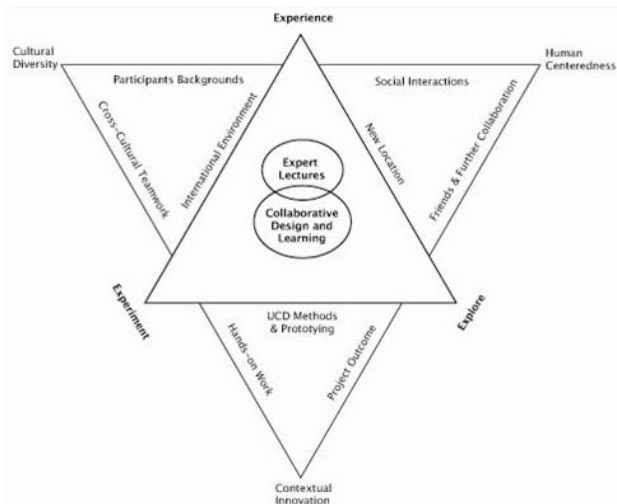 Experience
Cultural
Diversity
Human
Centeredness
Participants Backgrounds
Social Interactions
Cross-Cultural Teamwork
International Environment
New Location
Friends & Further Collaboration
Expert
Lectures
Collaborative
Design and
Learning
Experiment
UCD Methods
& Prototying
Explore
Hands-on Work
Project Outcome
Contextual
Innovation